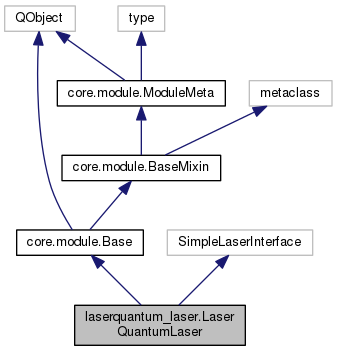 QObject
type
core.module.ModuleMeta
metaclass
core.module.BaseMixin
core.module.Base
SimpleLaserInterface
laserquantum_laser.Laser
QuantumLaser